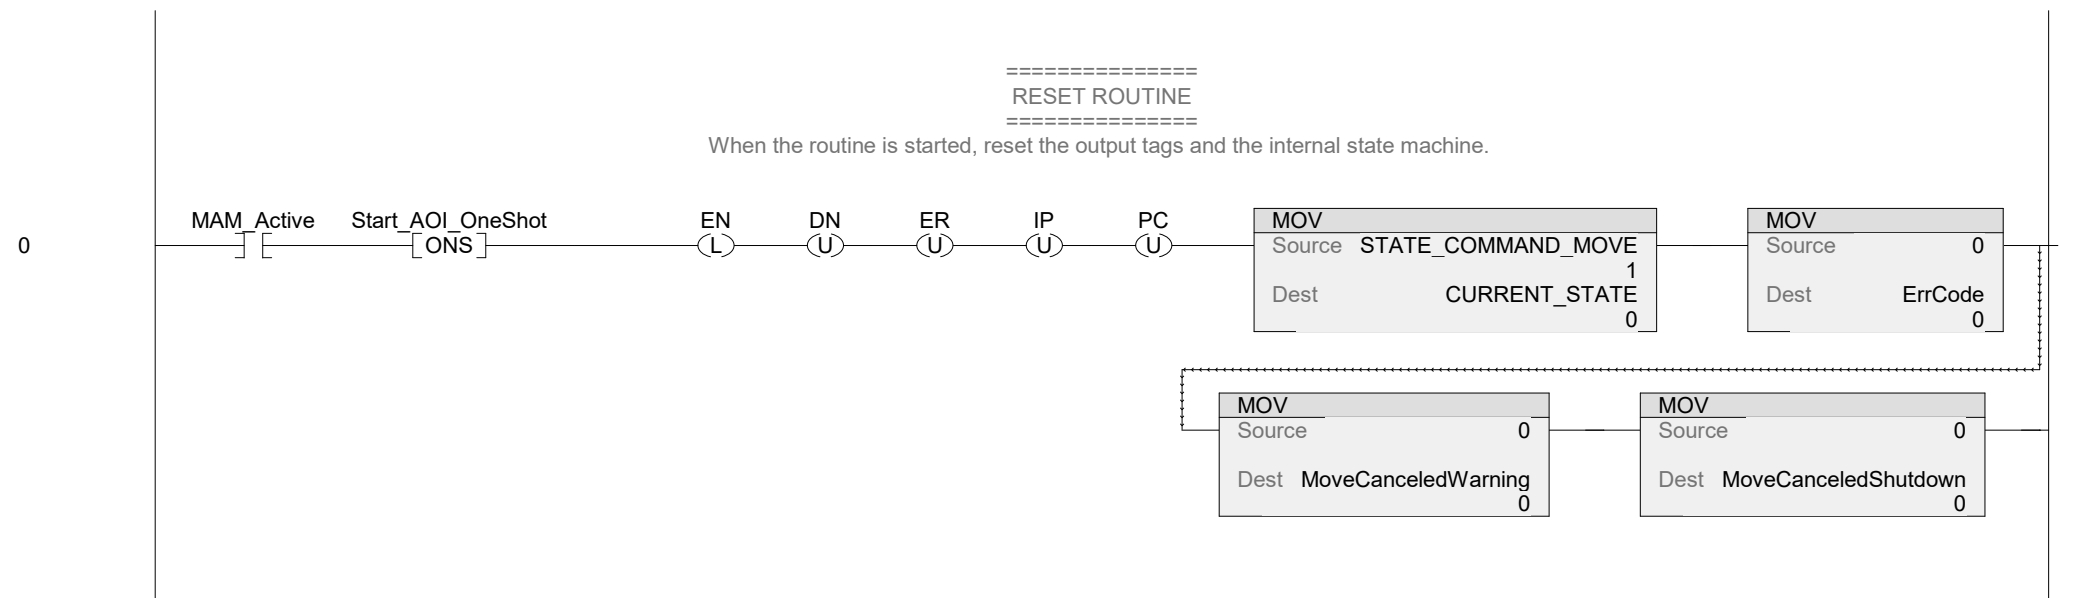 ===============
RESET ROUTINE
===============
When the routine is started, reset the output tags and the internal state machine.
MAM_Active Start_AOI_OneShot EN DN ER IP PC MOV MOV
0 ONS L U U U U Source STATE_COMMAND_MOVE Source 0
1
Dest CURRENT_STATE Dest ErrCode
0 0
MOV MOV
Source 0 Source 0
Dest MoveCanceledWarning Dest MoveCanceledShutdown
0 0